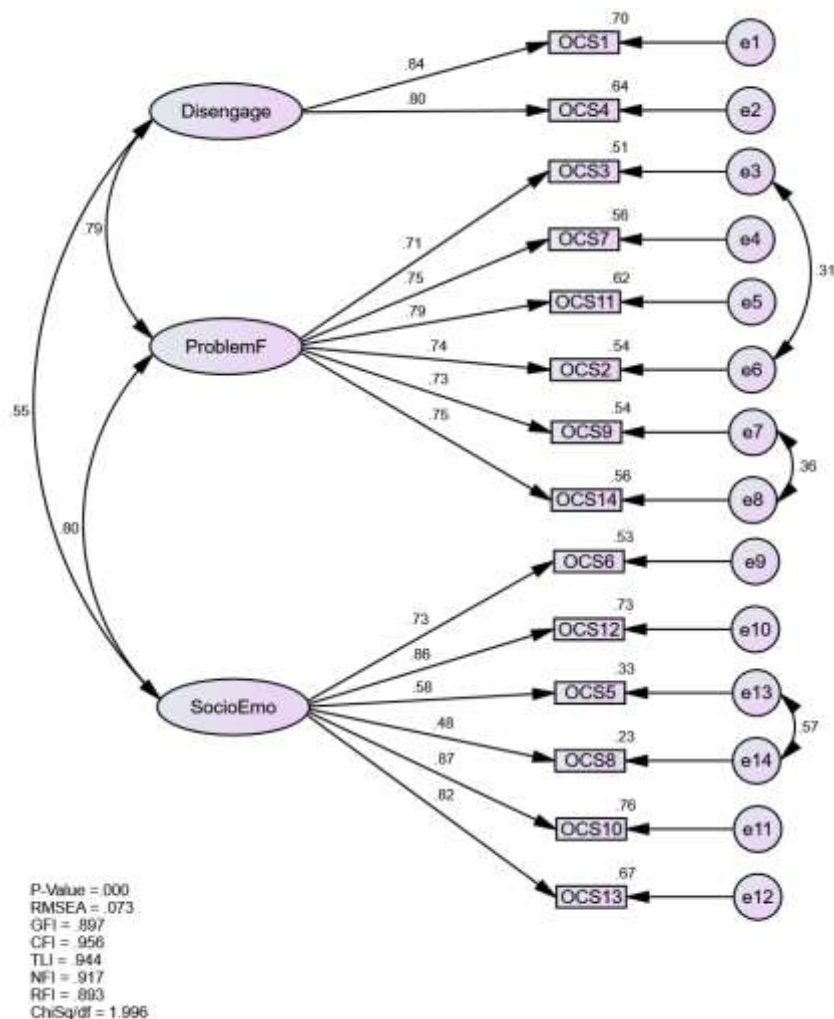 .70
OCS1
e1
.84
.64
Disengage
.80
OCS4
e2
.51
OCS3
e3
.79
.56
.71
OCS7
e4
.75
.62
.31
.79
OCS11
e5
ProblemF
.74
.54
OCS2
e6
.73
.54
.55
.75
OCS9
e7
.56
.36
OCS14
e8
.80
.53
OCS6
e9
.73
.73
.86
OCS12
e10
.58
.33
SocioEmo
OCS5
e13
.48
.23
.57
.87
OCS8
e14
.82
.76
OCS10
e11
.67
OCS13
e12
P-Value = .000
RMSEA = .073
GFI = .897
CFI = .956
TLI = .944
NFI = .917
RFI = .893
ChiSq/df = 1.996